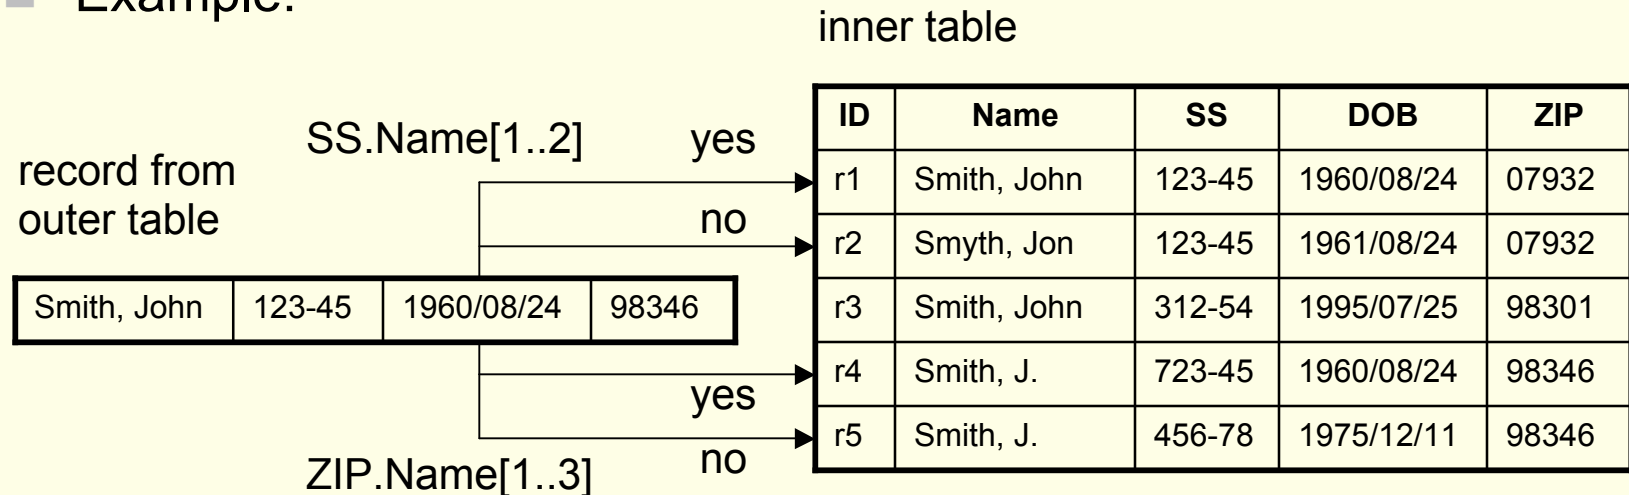 Example:
inner table
SS.Name[1..2]
yes
record from
outer table
no
Smith, John 123-45 1960/08/24 98346
yes
ZIP.Name[1..3]
no
ID Name SS DOB ZIP
r1 Smith, John 123-45 1960/08/24 07932
r2 Smyth, Jon 123-45 1961/08/24 07932
r3 Smith, John 312-54 1995/07/25 98301
r4 Smith, J. 723-45 1960/08/24 98346
r5 Smith, J. 456-78 1975/12/11 98346